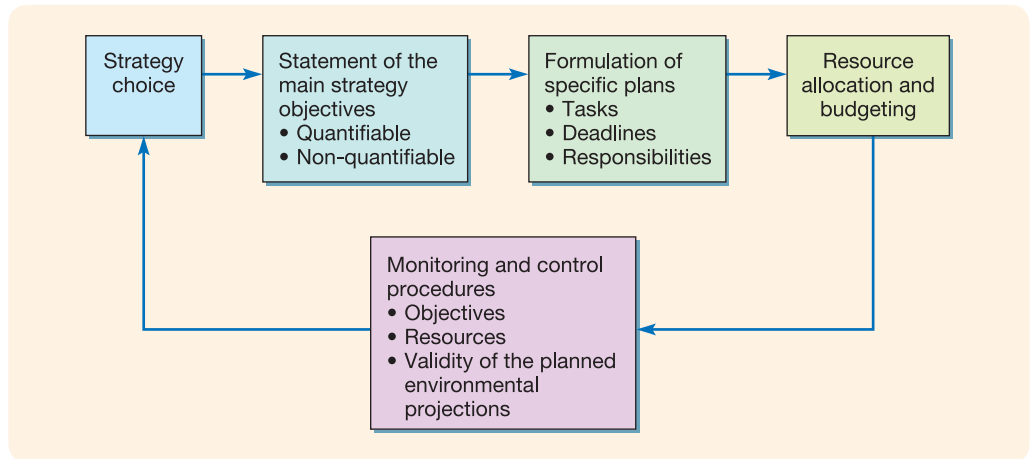 Strategy
choice
Statement of the
main strategy
objectives
• Quantifiable
• Non-quantifiable
Formulation of
specific plans
• Tasks
• Deadlines
• Responsibilities
Resource
allocation and
budgeting
Monitoring and control
procedures
• Objectives
• Resources
• Validity of the planned
environmental
projections